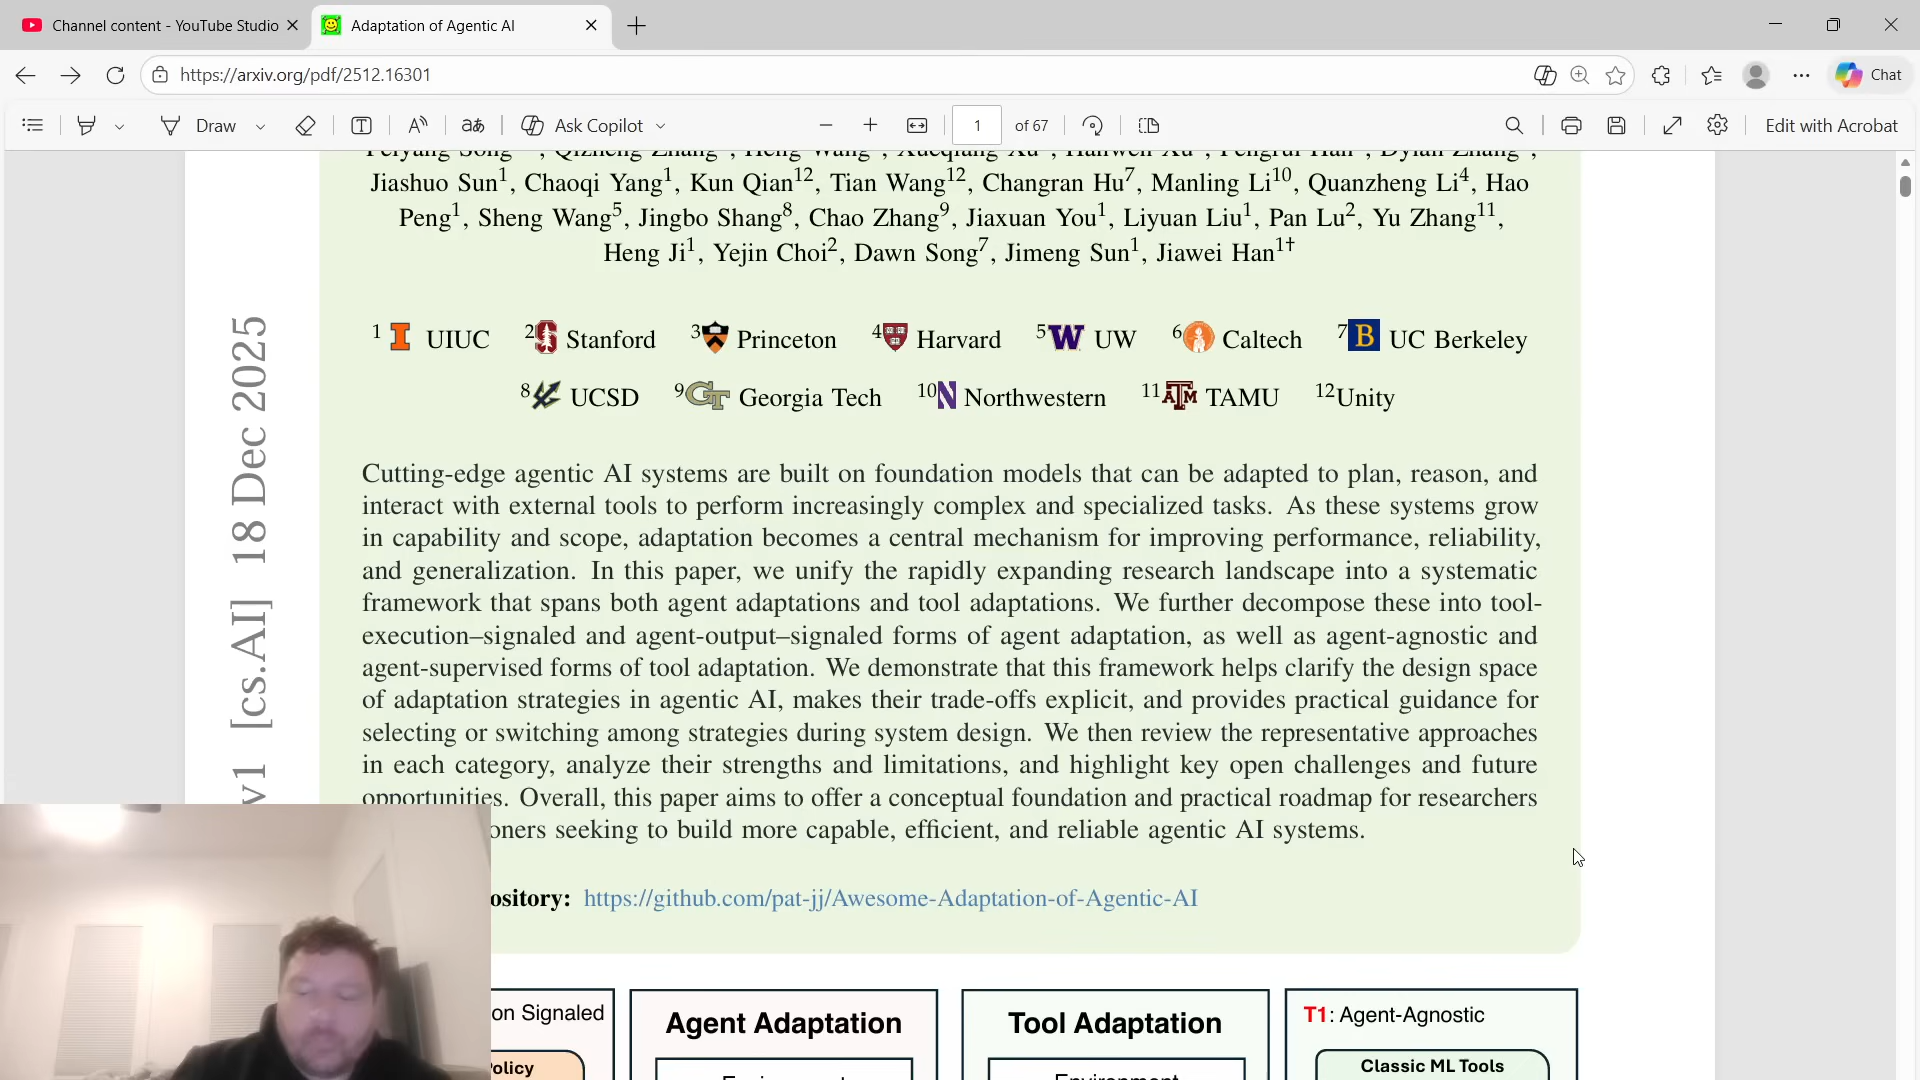 Channel content - YouTube Studio
Adaptation of Agentic AI
https://arxiv.org/pdf/2512.16301
Chat
Draw
Ask Copilot
1 of 67
Edit with Acrobat
Jiashuo Sun1, Chaoqi Yang1, Kun Qian12, Tian Wang12, Changran Hu7, Manling Li10, Quanzheng Li4, Hao
Peng1, Sheng Wang5, Jingbo Shang8, Chao Zhang9, Jiaxuan You1, Liyuan Liu1, Pan Lu2, Yu Zhang11,
Heng Ji1, Yejin Choi2, Dawn Song7, Jimeng Sun1, Jiawei Han1†
1 UIUC 2 Stanford 3 Princeton 4 Harvard 5 UW 6 Caltech 7 UC Berkeley
8 UCSD 9 Georgia Tech 10 Northwestern 11 TAMU 12Unity
v1 [cs.AI] 18 Dec 2025
Cutting-edge agentic AI systems are built on foundation models that can be adapted to plan, reason, and
interact with external tools to perform increasingly complex and specialized tasks. As these systems grow
in capability and scope, adaptation becomes a central mechanism for improving performance, reliability,
and generalization. In this paper, we unify the rapidly expanding research landscape into a systematic
framework that spans both agent adaptations and tool adaptations. We further decompose these into tool-
execution–signaled and agent-output–signaled forms of agent adaptation, as well as agent-agnostic and
agent-supervised forms of tool adaptation. We demonstrate that this framework helps clarify the design space
of adaptation strategies in agentic AI, makes their trade-offs explicit, and provides practical guidance for
selecting or switching among strategies during system design. We then review the representative approaches
in each category, analyze their strengths and limitations, and highlight key open challenges and future
opportunities. Overall, this paper aims to offer a conceptual foundation and practical roadmap for researchers
oners seeking to build more capable, efficient, and reliable agentic AI systems.
ository: https://github.com/pat-jj/Awesome-Adaptation-of-Agentic-AI
on Signaled
olicy
Agent Adaptation
Tool Adaptation
T1: Agent-Agnostic
Classic ML Tools